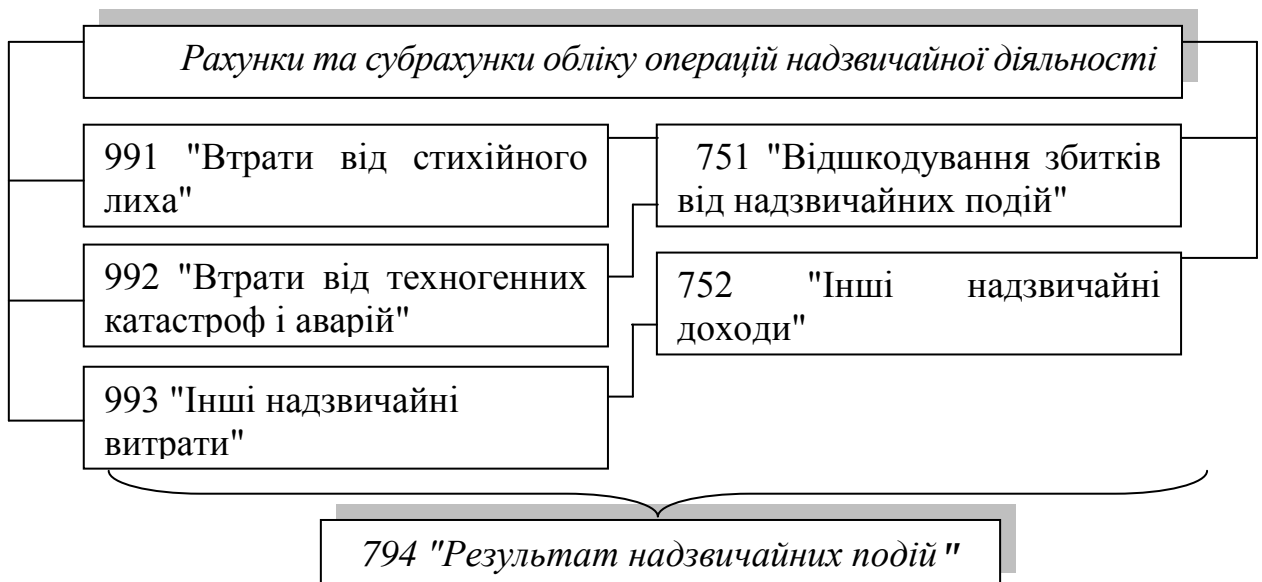 Рахунки та субрахунки обліку операцій надзвичайної діяльності
991 "Втрати від стихійного
лиха"
992 "Втрати від техногенних
катастроф і аварій"
993 "Інші надзвичайні
витрати"
751 "Відшкодування збитків
від надзвичайних подій"
752 "Інші надзвичайні
доходи"
794 "Результат надзвичайних подій"